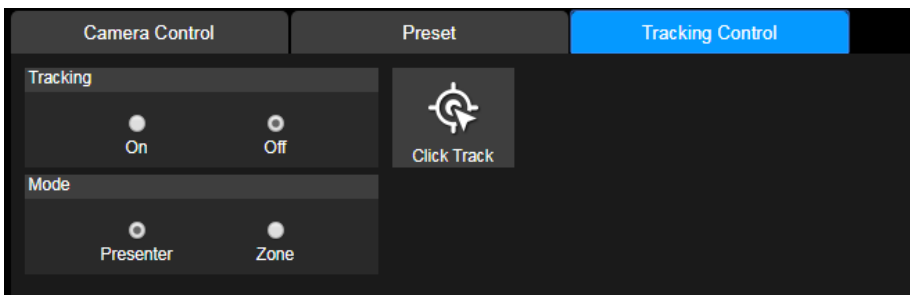 Camera Control
Preset
Tracking Control
Tracking
On
Off
Click Track
Mode
Presenter
Zone